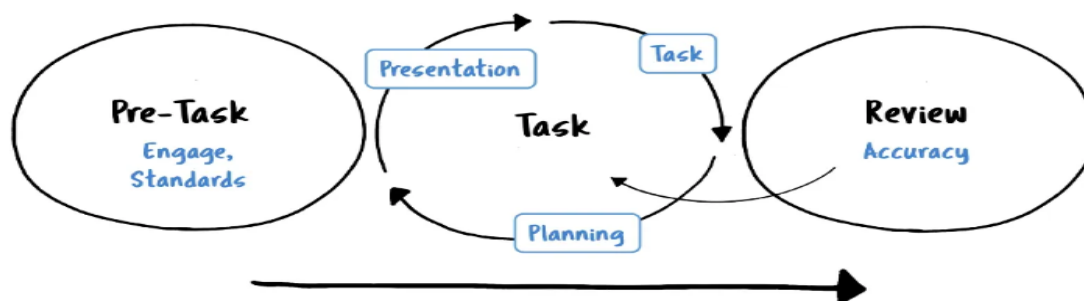 Pre-Task
Engage,
Standards
Presentation
Task
Task
Planning
Review
Accuracy